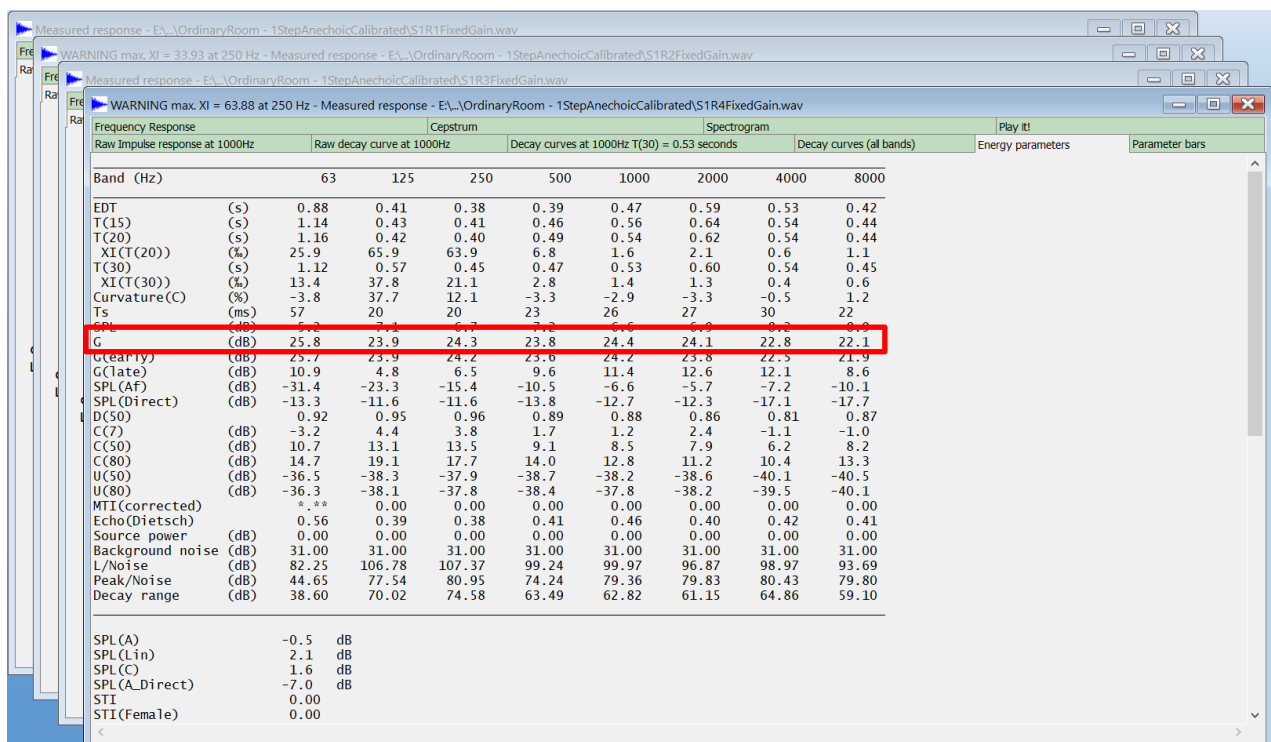 Measured response - E:\...\OrdinaryRoom - 1StepAnechoicCalibrated\S1R1FixedGain.wav
Fre
Ra
WARNING max. XI = 33.93 at 250 Hz - Measured response - E:\...\OrdinaryRoom - 1StepAnechoicCalibrated\S1R2FixedGain.wav
Fre
Ra
Measured response - E:\...\OrdinaryRoom - 1StepAnechoicCalibrated\S1R3FixedGain.wav
Fre
Ra
WARNING max. XI = 63.88 at 250 Hz - Measured response - E:\...\OrdinaryRoom - 1StepAnechoicCalibrated\S1R4FixedGain.wav
Frequency Response Cepstrum Spectrogram Play it!
Raw Impulse response at 1000Hz Raw decay curve at 1000Hz Decay curves at 1000Hz T(30) = 0.53 seconds Decay curves (all bands) Energy parameters Parameter bars
Band (Hz) 63 125 250 500 1000 2000 4000 8000
EDT (s) 0.88 0.41 0.38 0.39 0.47 0.59 0.53 0.42
T(15) (s) 1.14 0.43 0.41 0.46 0.56 0.64 0.54 0.44
T(20) (s) 1.16 0.42 0.40 0.49 0.54 0.62 0.54 0.44
XI(T(20)) (‰) 25.9 65.9 63.9 6.8 1.6 2.1 0.6 1.1
T(30) (s) 1.12 0.57 0.45 0.47 0.53 0.60 0.54 0.45
XI(T(30)) (‰) 13.4 37.8 21.1 2.8 1.4 1.3 0.4 0.6
Curvature(C) (%) -3.8 37.7 12.1 -3.3 -2.9 -3.3 -0.5 1.2
Ts (ms) 57 20 20 23 26 27 30 22
SPL (dB)
G (dB) 25.8 23.9 24.3 23.8 24.4 24.1 22.8 22.1
G(early) (dB) 25.7 23.9 24.2 23.6 24.2 23.8 22.5 21.9
G(late) (dB) 10.9 4.8 6.5 9.6 11.4 12.6 12.1 8.6
SPL(Af) (dB) -31.4 -23.3 -15.4 -10.5 -6.6 -5.7 -7.2 -10.1
SPL(Direct) (dB) -13.3 -11.6 -11.6 -13.8 -12.7 -12.3 -17.1 -17.7
D(50) 0.92 0.95 0.96 0.89 0.88 0.86 0.81 0.87
C(7) (dB) -3.2 4.4 3.8 1.7 1.2 2.4 -1.1 -1.0
C(50) (dB) 10.7 13.1 13.5 9.1 8.5 7.9 6.2 8.2
C(80) (dB) 14.7 19.1 17.7 14.0 12.8 11.2 10.4 13.3
U(50) (dB) -36.5 -38.3 -37.9 -38.7 -38.2 -38.6 -40.1 -40.5
U(80) (dB) -36.3 -38.1 -37.8 -38.4 -37.8 -38.2 -39.5 -40.1
MTI(corrected) *.** 0.00 0.00 0.00 0.00 0.00 0.00 0.00
Echo(Dietsch) 0.56 0.39 0.38 0.41 0.46 0.40 0.42 0.41
Source power (dB) 0.00 0.00 0.00 0.00 0.00 0.00 0.00 0.00
Background noise (dB) 31.00 31.00 31.00 31.00 31.00 31.00 31.00 31.00
L/Noise (dB) 82.25 106.78 107.37 99.24 99.97 96.87 98.97 93.69
Peak/Noise (dB) 44.65 77.54 80.95 74.24 79.36 79.83 80.43 79.80
Decay range (dB) 38.60 70.02 74.58 63.49 62.82 61.15 64.86 59.10
SPL(A) -0.5 dB
SPL(Lin) 2.1 dB
SPL(C) 1.6 dB
SPL(A_Direct) -7.0 dB
STI 0.00
STI(Female) 0.00